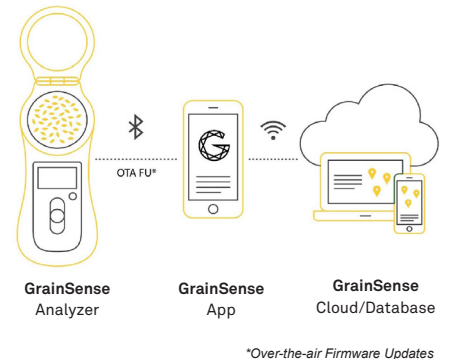 OTA FU*
GrainSense
Analyzer
GrainSense
App
GrainSense
Cloud/Database
*Over-the-air Firmware Updates